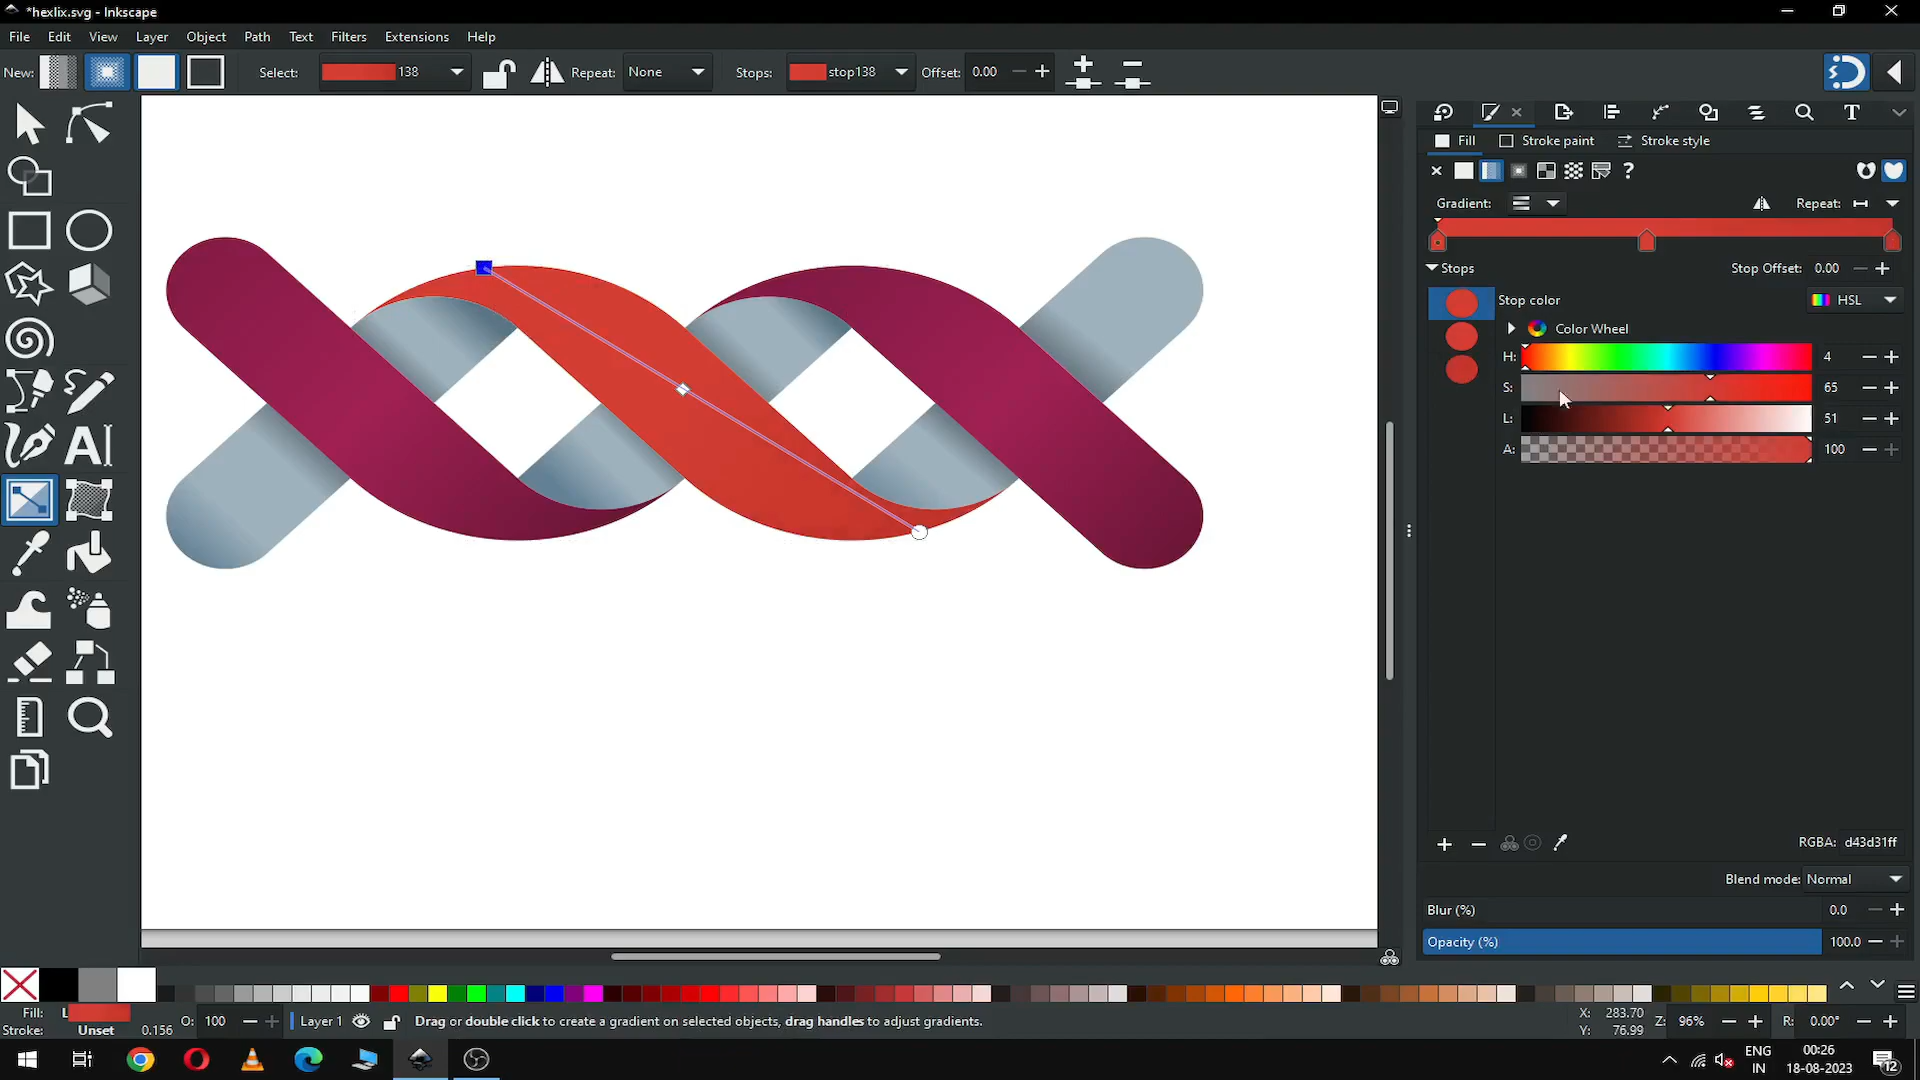 *hexlix.svg - Inkscape
File Edit View Layer Object Path Text Filters Extensions Help
New: Select: 138 Repeat: None Stops: stop138 Offset: 0.00
Fill Stroke paint Stroke style
Gradient: Repeat:
Stops Stop Offset: 0.00
Stop color HSL
Color Wheel
H: 4
S: 65
L: 51
A: 100
RGBA: d43d31ff
Blend mode: Normal
Blur (%) 0.0
Opacity (%) 100.0
Fill: L
Stroke: Unset 0.156 O: 100 Layer 1 Drag or double click to create a gradient on selected objects, drag handles to adjust gradients. X: 283.70 Y: 76.99 Z: 96% R: 0.00°
ENG IN 00:26 18-08-2023 12